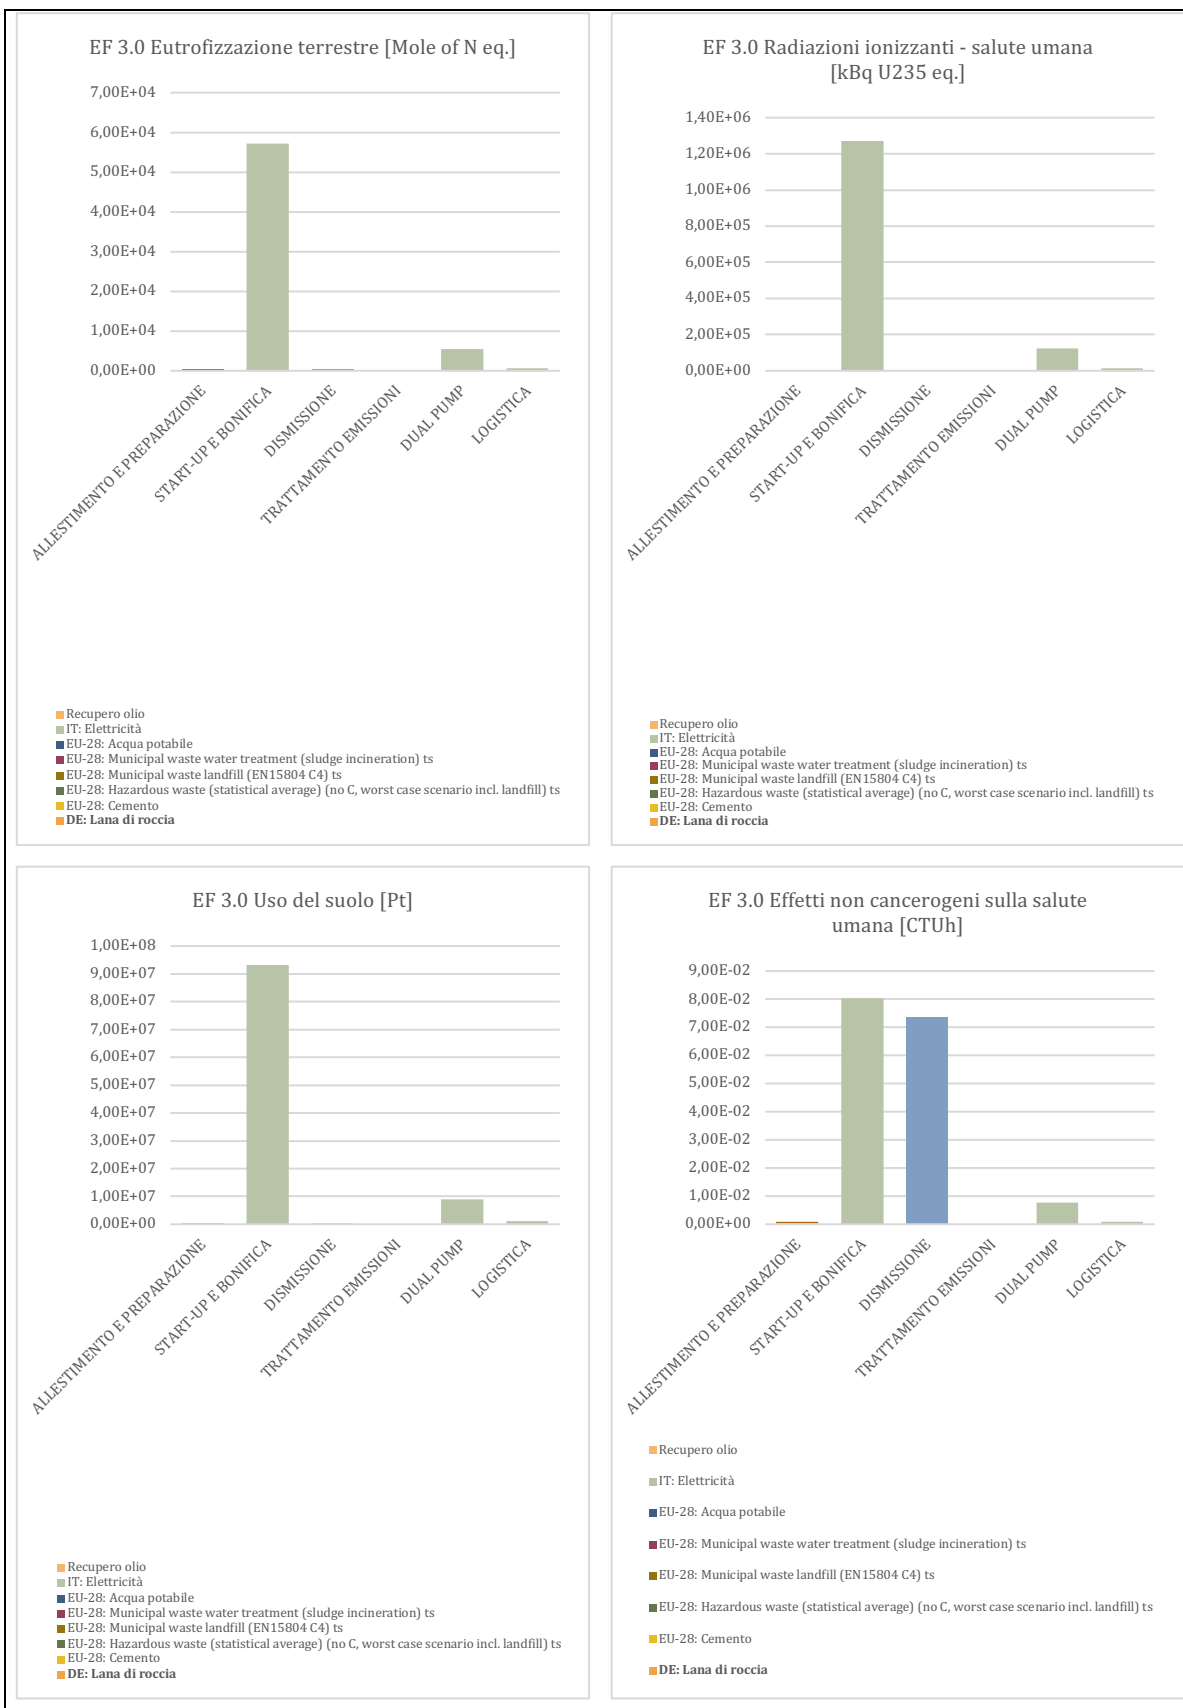 EF 3.0 Eutrofizzazione terrestre [Mole of N eq.]
7,00E+04
6,00E+04
5,00E+04
4,00E+04
3,00E+04
2,00E+04
1,00E+04
0,00E+00
ALLESTIMENTO E PREPARAZIONE
START-UP E BONIFICA
DISMISSIONE
TRATTAMENTO EMISSIONI
DUAL PUMP
LOGISTICA
Recupero olio
IT: Elettricità
EU-28: Acqua potabile
EU-28: Municipal waste water treatment (sludge incineration) ts
EU-28: Municipal waste landfill (EN15804 C4) ts
EU-28: Hazardous waste (statistical average) (no C, worst case scenario incl. landfill) ts
EU-28: Cemento
DE: Lana di roccia
EF 3.0 Radiazioni ionizzanti - salute umana
[kBq U235 eq.]
1,40E+06
1,20E+06
1,00E+06
8,00E+05
6,00E+05
4,00E+05
2,00E+05
0,00E+00
ALLESTIMENTO E PREPARAZIONE
START-UP E BONIFICA
DISMISSIONE
TRATTAMENTO EMISSIONI
DUAL PUMP
LOGISTICA
Recupero olio
IT: Elettricità
EU-28: Acqua potabile
EU-28: Municipal waste water treatment (sludge incineration) ts
EU-28: Municipal waste landfill (EN15804 C4) ts
EU-28: Hazardous waste (statistical average) (no C, worst case scenario incl. landfill) ts
EU-28: Cemento
DE: Lana di roccia
EF 3.0 Uso del suolo [Pt]
1,00E+08
9,00E+07
8,00E+07
7,00E+07
6,00E+07
5,00E+07
4,00E+07
3,00E+07
2,00E+07
1,00E+07
0,00E+00
ALLESTIMENTO E PREPARAZIONE
START-UP E BONIFICA
DISMISSIONE
TRATTAMENTO EMISSIONI
DUAL PUMP
LOGISTICA
Recupero olio
IT: Elettricità
EU-28: Acqua potabile
EU-28: Municipal waste water treatment (sludge incineration) ts
EU-28: Municipal waste landfill (EN15804 C4) ts
EU-28: Hazardous waste (statistical average) (no C, worst case scenario incl. landfill) ts
EU-28: Cemento
DE: Lana di roccia
EF 3.0 Effetti non cancerogeni sulla salute
umana [CTUh]
9,00E-02
8,00E-02
7,00E-02
6,00E-02
5,00E-02
4,00E-02
3,00E-02
2,00E-02
1,00E-02
0,00E+00
ALLESTIMENTO E PREPARAZIONE
START-UP E BONIFICA
DISMISSIONE
TRATTAMENTO EMISSIONI
DUAL PUMP
LOGISTICA
Recupero olio
IT: Elettricità
EU-28: Acqua potabile
EU-28: Municipal waste water treatment (sludge incineration) ts
EU-28: Municipal waste landfill (EN15804 C4) ts
EU-28: Hazardous waste (statistical average) (no C, worst case scenario incl. landfill) ts
EU-28: Cemento
DE: Lana di roccia